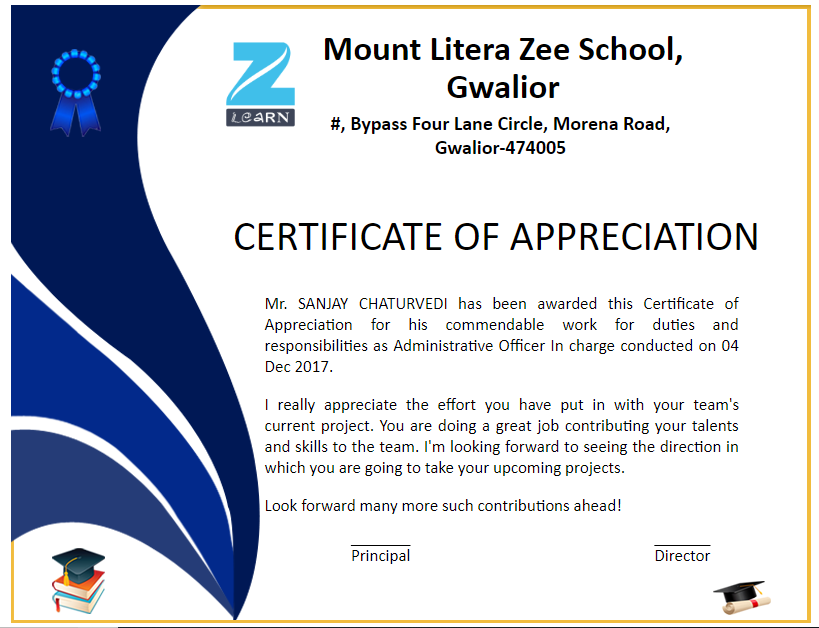 Mount Litera Zee School,
Gwalior
#, Bypass Four Lane Circle, Morena Road,
Gwalior-474005
Z
LEARN
CERTIFICATE OF APPRECIATION
Mr. SANJAY CHATURVEDI has been awarded this Certificate of
Appreciation for his commendable work for duties and
responsibilities as Administrative Officer In charge conducted on 04
Dec 2017.
I really appreciate the effort you have put in with your team's
current project. You are doing a great job contributing your talents
and skills to the team. I'm looking forward to seeing the direction in
which you are going to take your upcoming projects.
Look forward many more such contributions ahead!
Principal
Director